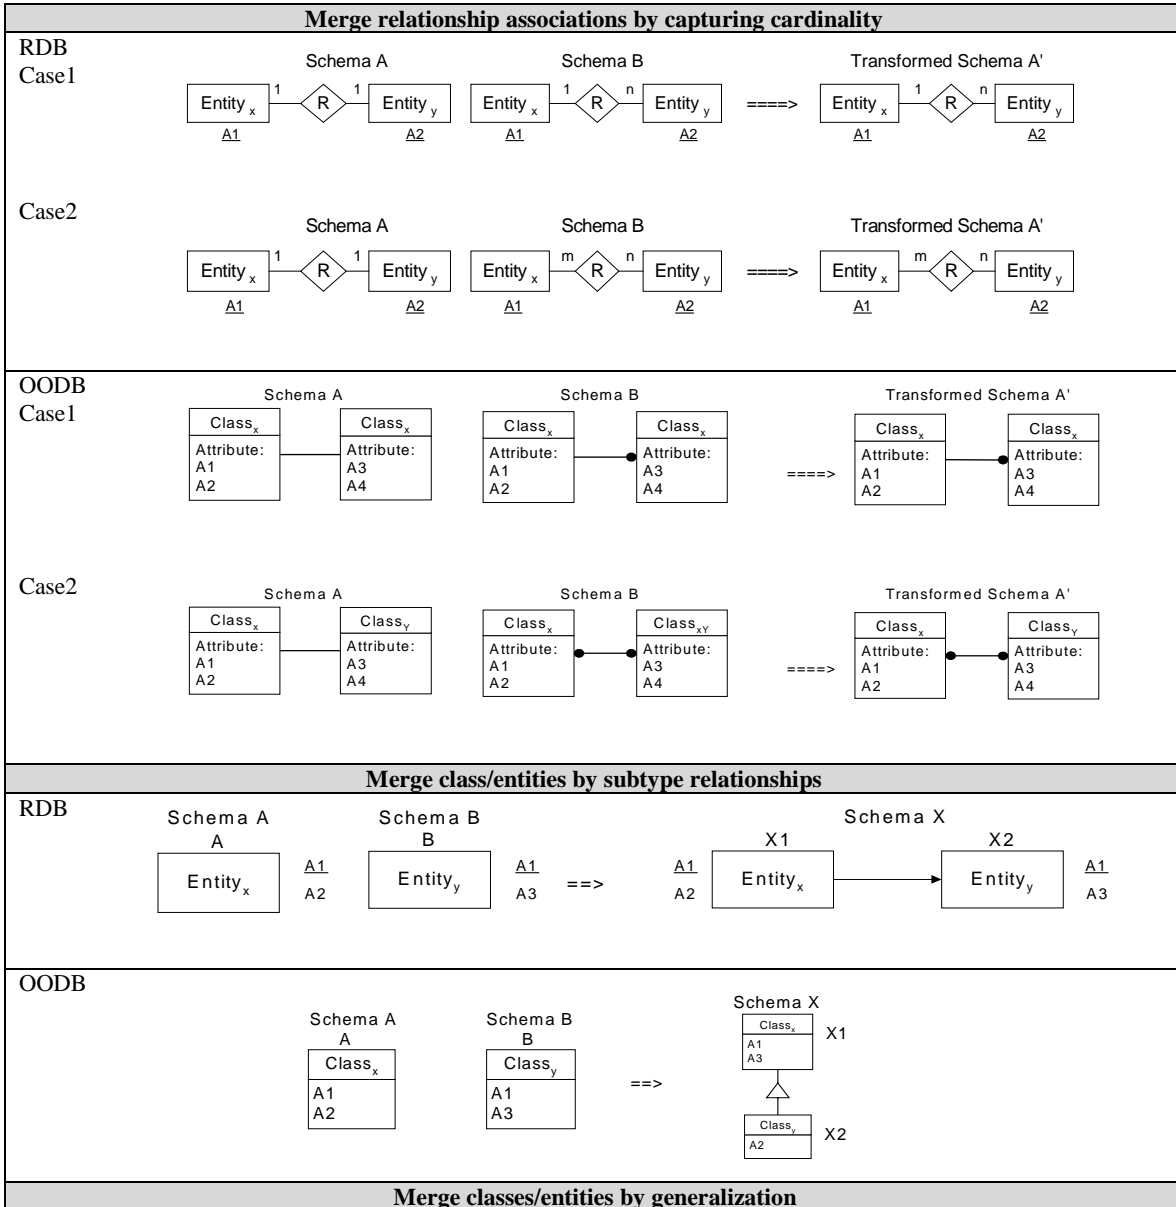 Merge relationship associations by capturing cardinality
RDB
Case1
Schema A
Schema B
Transformed Schema A'
Entity x 1 R 1 Entity y
Entity x 1 R n Entity y
====>
Entity x 1 R n Entity y
A1 A2 A1 A2 A1 A2
Case2
Schema A
Schema B
Transformed Schema A'
Entity x 1 R 1 Entity y
Entity x m R n Entity y
====>
Entity x m R n Entity y
A1 A2 A1 A2 A1 A2
OODB
Case1
Schema A
Class x
Attribute:
A1
A2
Class x
Attribute:
A3
A4
Schema B
Class x
Attribute:
A1
A2
Class x
Attribute:
A3
A4
====>
Transformed Schema A'
Class x
Attribute:
A1
A2
Class x
Attribute:
A3
A4
Case2
Schema A
Class x
Attribute:
A1
A2
Class Y
Attribute:
A3
A4
Schema B
Class x
Attribute:
A1
A2
Class xY
Attribute:
A3
A4
====>
Transformed Schema A'
Class x
Attribute:
A1
A2
Class Y
Attribute:
A3
A4
Merge class/entities by subtype relationships
RDB
Schema A
A
Entity x
A1
A2
Schema B
B
Entity y
A1
A3
==>
Schema X
A1
A2
X1
Entity x
X2
Entity y
A1
A3
OODB
Schema A
A
Class x
A1
A2
Schema B
B
Class y
A1
A3
==>
Schema X
Class x
A1
A3
X1
Class y
A2
X2
Merge classes/entities by generalization